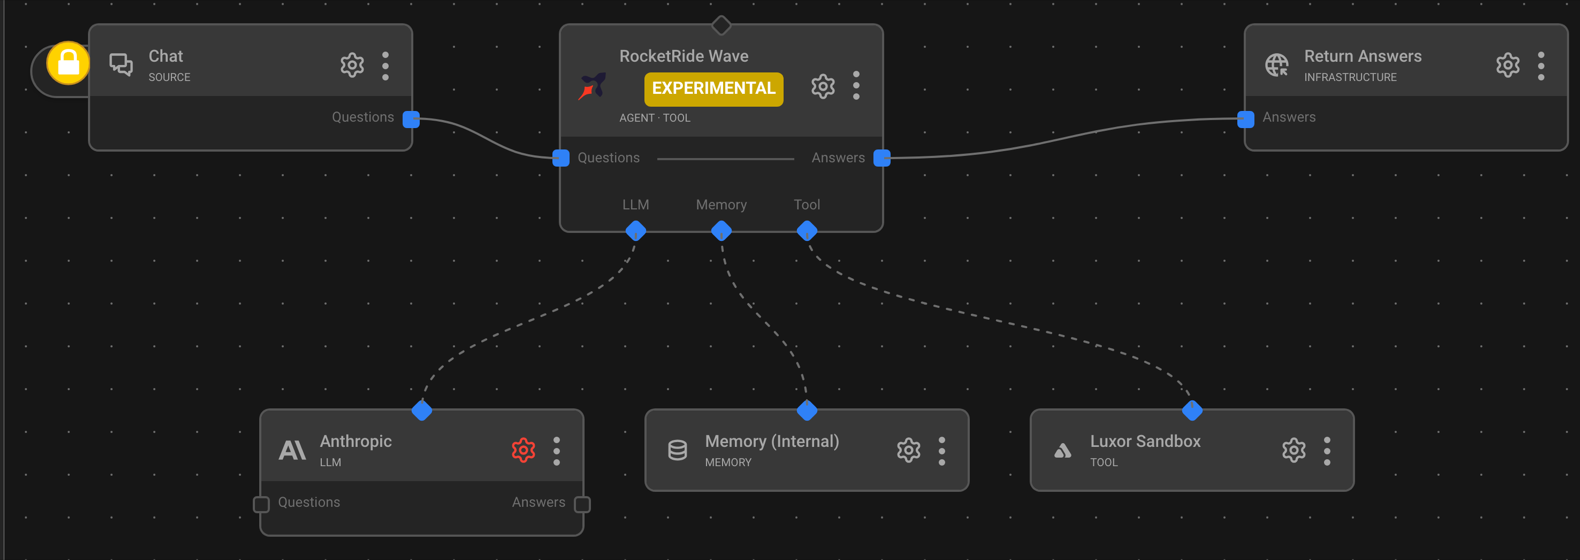 Chat
SOURCE
Questions
RocketRide Wave
EXPERIMENTAL
AGENT · TOOL
Questions
Answers
LLM
Memory
Tool
Return Answers
INFRASTRUCTURE
Answers
Anthropic
LLM
Questions
Answers
Memory (Internal)
MEMORY
Luxor Sandbox
TOOL